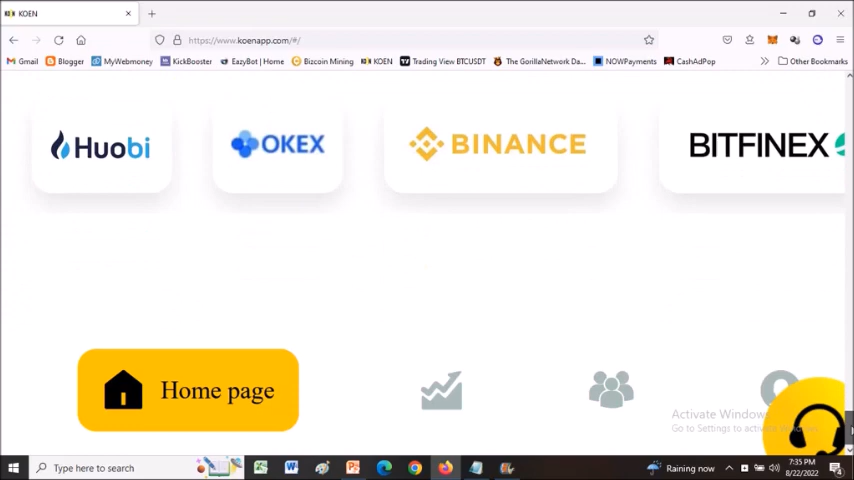 KOEN
https://www.koenapp.com/#/
Gmail Blogger MyWebmoney KickBooster EazyBot | Home Bizcoin Mining KOEN Trading View BTCUSDT The GorillaNetwork Da... NOWPayments CashAdPop Other Bookmarks
Huobi OKEX BINANCE BITFINEX
Home page
Activate Windows
Go to Settings to activate Windows.
Type here to search
Raining now
7:35 PM
8/22/2022
4